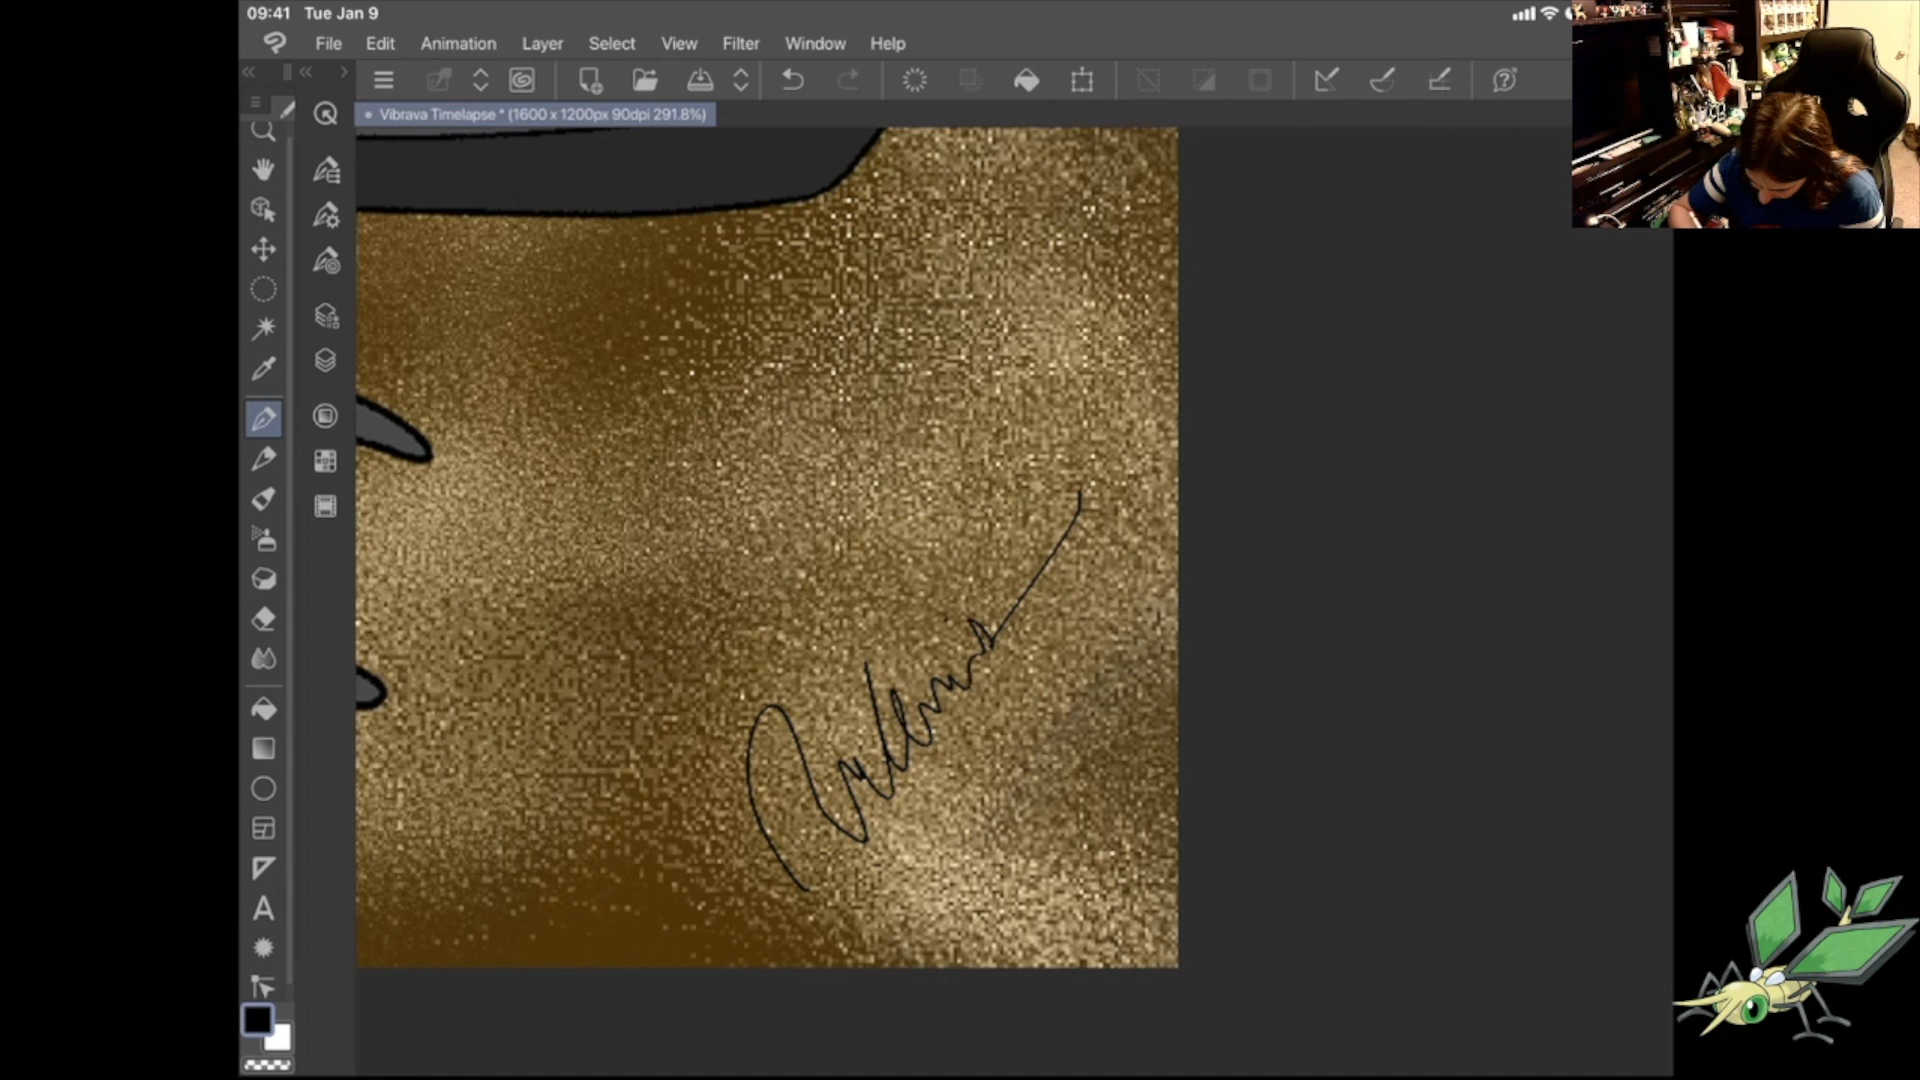 09:41 Tue Jan 9
File Edit Animation Layer Select View Filter Window Help
Vibrava Timelapse * (1600 x 1200px 90dpi 291.8%)
A